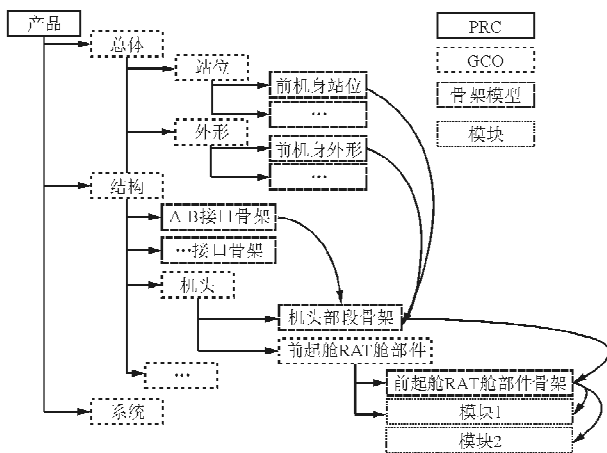 产品
PRC
总体
GCO
站位
前机身站位
骨架模型
…
外形
模块
前机身外形
…
结构
A-B接口骨架
…接口骨架
机头
机头部段骨架
前起舱RAT舱部件
…
前起舱RAT舱部件骨架
系统
模块1
模块2